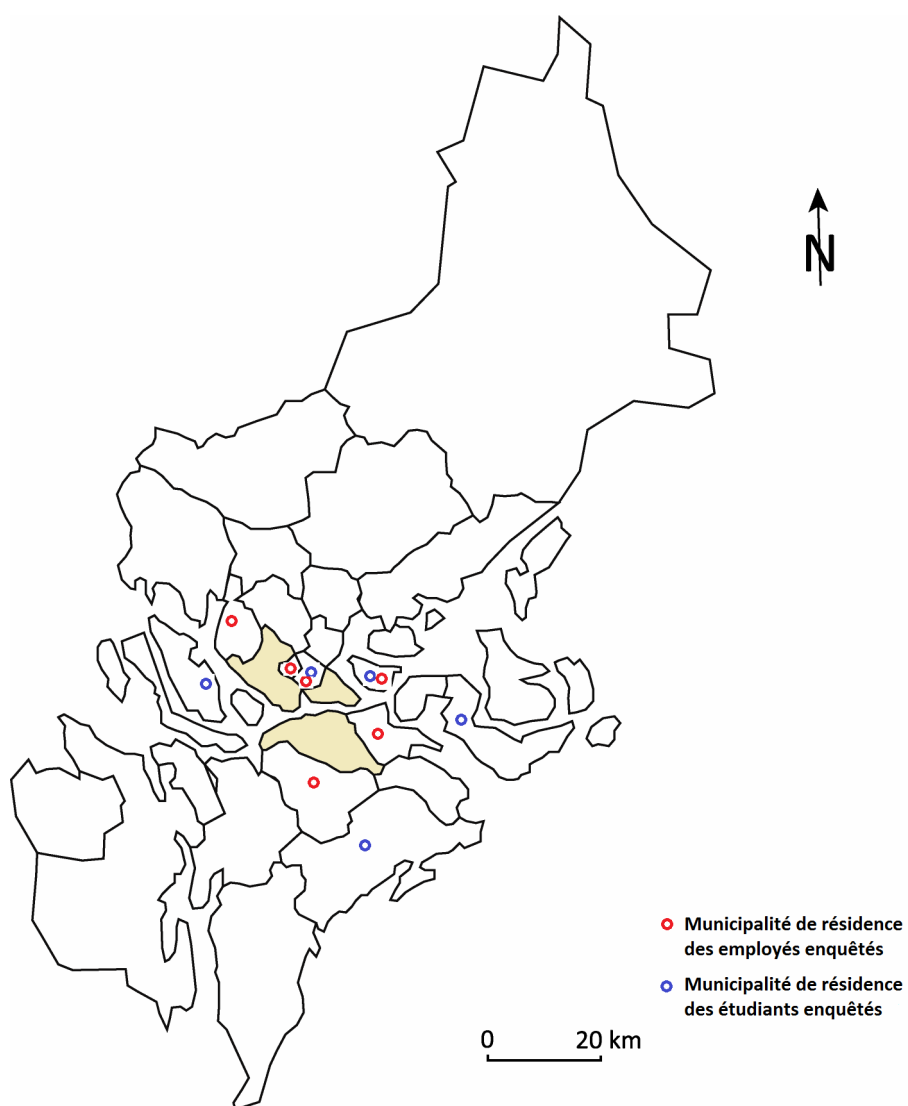 N
Municipalité de résidence
des employés enquêtés
Municipalité de résidence
des étudiants enquêtés
0 20 km